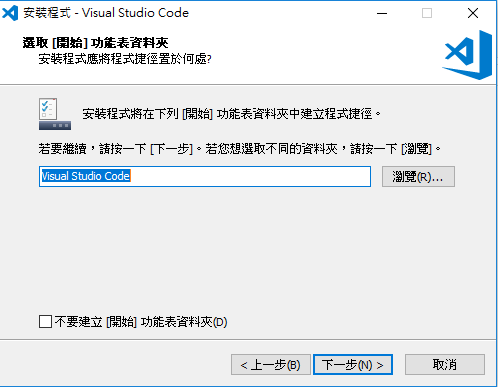 安裝程式 - Visual Studio Code
選取 [開始] 功能表資料夾
安裝程式應將程式捷徑置於何處?
安裝程式將在下列 [開始] 功能表資料夾中建立程式捷徑。
若要繼續，請按一下 [下一步]。若您想選取不同的資料夾，請按一下 [瀏覽]。
Visual Studio Code
瀏覽(R)...
不要建立 [開始] 功能表資料夾(D)
< 上一步(B) 下一步(N) > 取消